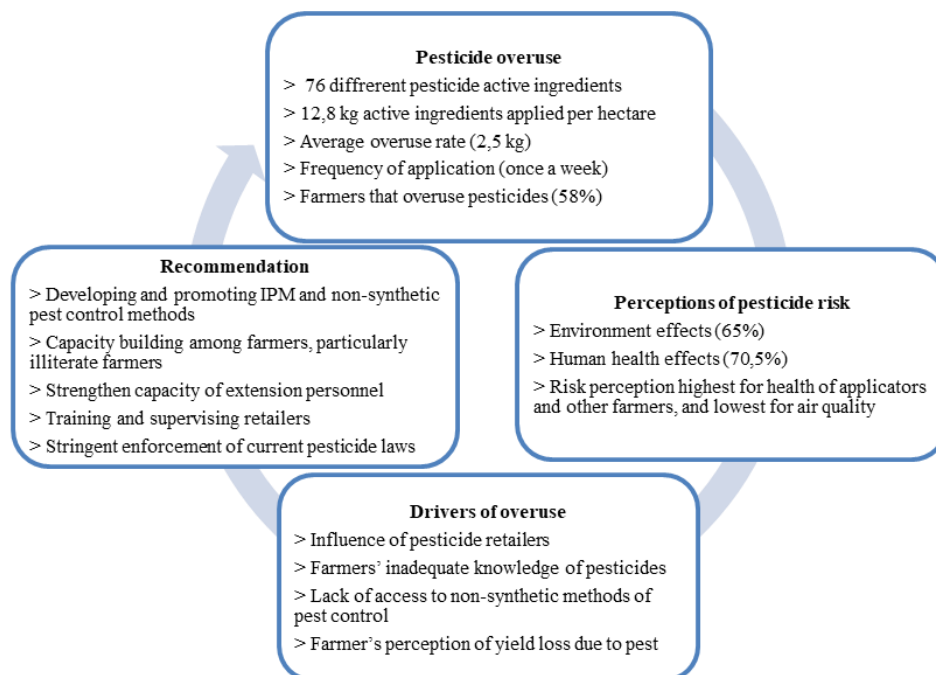 Pesticide overuse
> 76 diffrerent pesticide active ingredients
> 12,8 kg active ingredients applied per hectare
> Average overuse rate (2,5 kg)
> Frequency of application (once a week)
> Farmers that overuse pesticides (58%)
Perceptions of pesticide risk
> Environment effects (65%)
> Human health effects (70,5%)
> Risk perception highest for health of applicators
and other farmers, and lowest for air quality
Drivers of overuse
> Influence of pesticide retailers
> Farmers’ inadequate knowledge of pesticides
> Lack of access to non-synthetic methods of
pest control
> Farmer’s perception of yield loss due to pest
Recommendation
> Developing and promoting IPM and non-synthetic
pest control methods
> Capacity building among farmers, particularly
illiterate farmers
> Strengthen capacity of extension personnel
> Training and supervising retailers
> Stringent enforcement of current pesticide laws